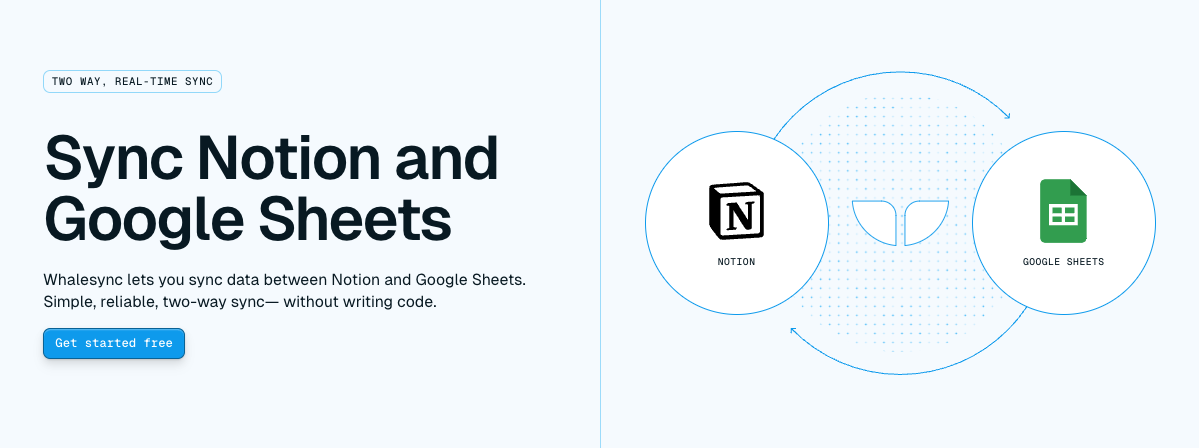 TWO WAY, REAL-TIME SYNC
Sync Notion and
Google Sheets
Whalesync lets you sync data between Notion and Google Sheets.
Simple, reliable, two-way sync— without writing code.
Get started free
N
NOTION
GOOGLE SHEETS